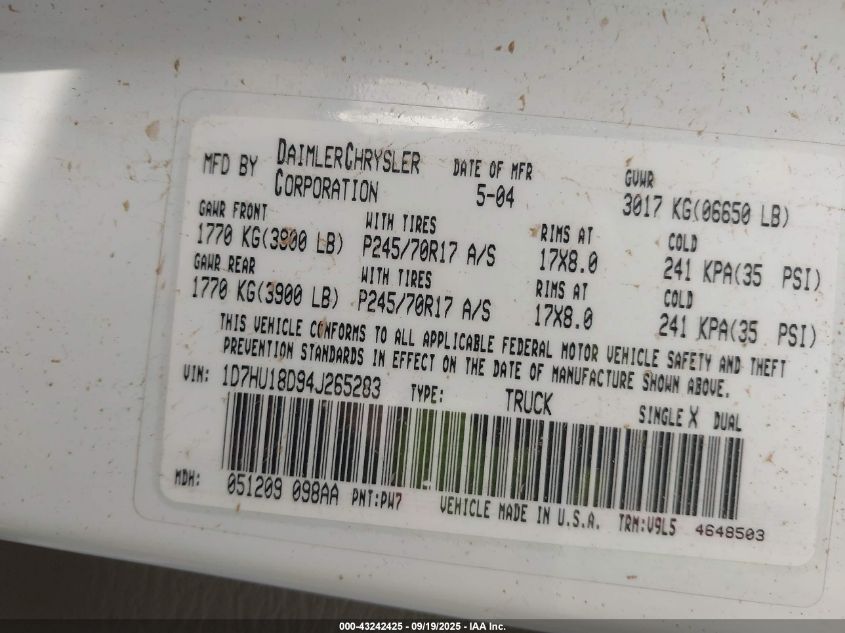 MFD BY DAIMLERCHRYSLER CORPORATION DATE OF MFR 5-04 GVWR 3017 KG(06650 LB)
GAWR FRONT WITH TIRES RIMS AT COLD
1770 KG(3900 LB) P245/70R17 A/S 17X8.0 241 KPA(35 PSI)
GAWR REAR WITH TIRES RIMS AT COLD
1770 KG(3900 LB) P245/70R17 A/S 17X8.0 241 KPA(35 PSI)
THIS VEHICLE CONFORMS TO ALL APPLICABLE FEDERAL MOTOR VEHICLE SAFETY AND THEFT
PREVENTION STANDARDS IN EFFECT ON THE DATE OF MANUFACTURE SHOWN ABOVE.
VIN: 1D7HU18D94J265283 TYPE: TRUCK SINGLE X DUAL
MDH: 051209 098AA PNT:PW7 VEHICLE MADE IN U.S.A. TRM:V9L5 4648503
000-43242425 - 09/19/2025 - IAA Inc.